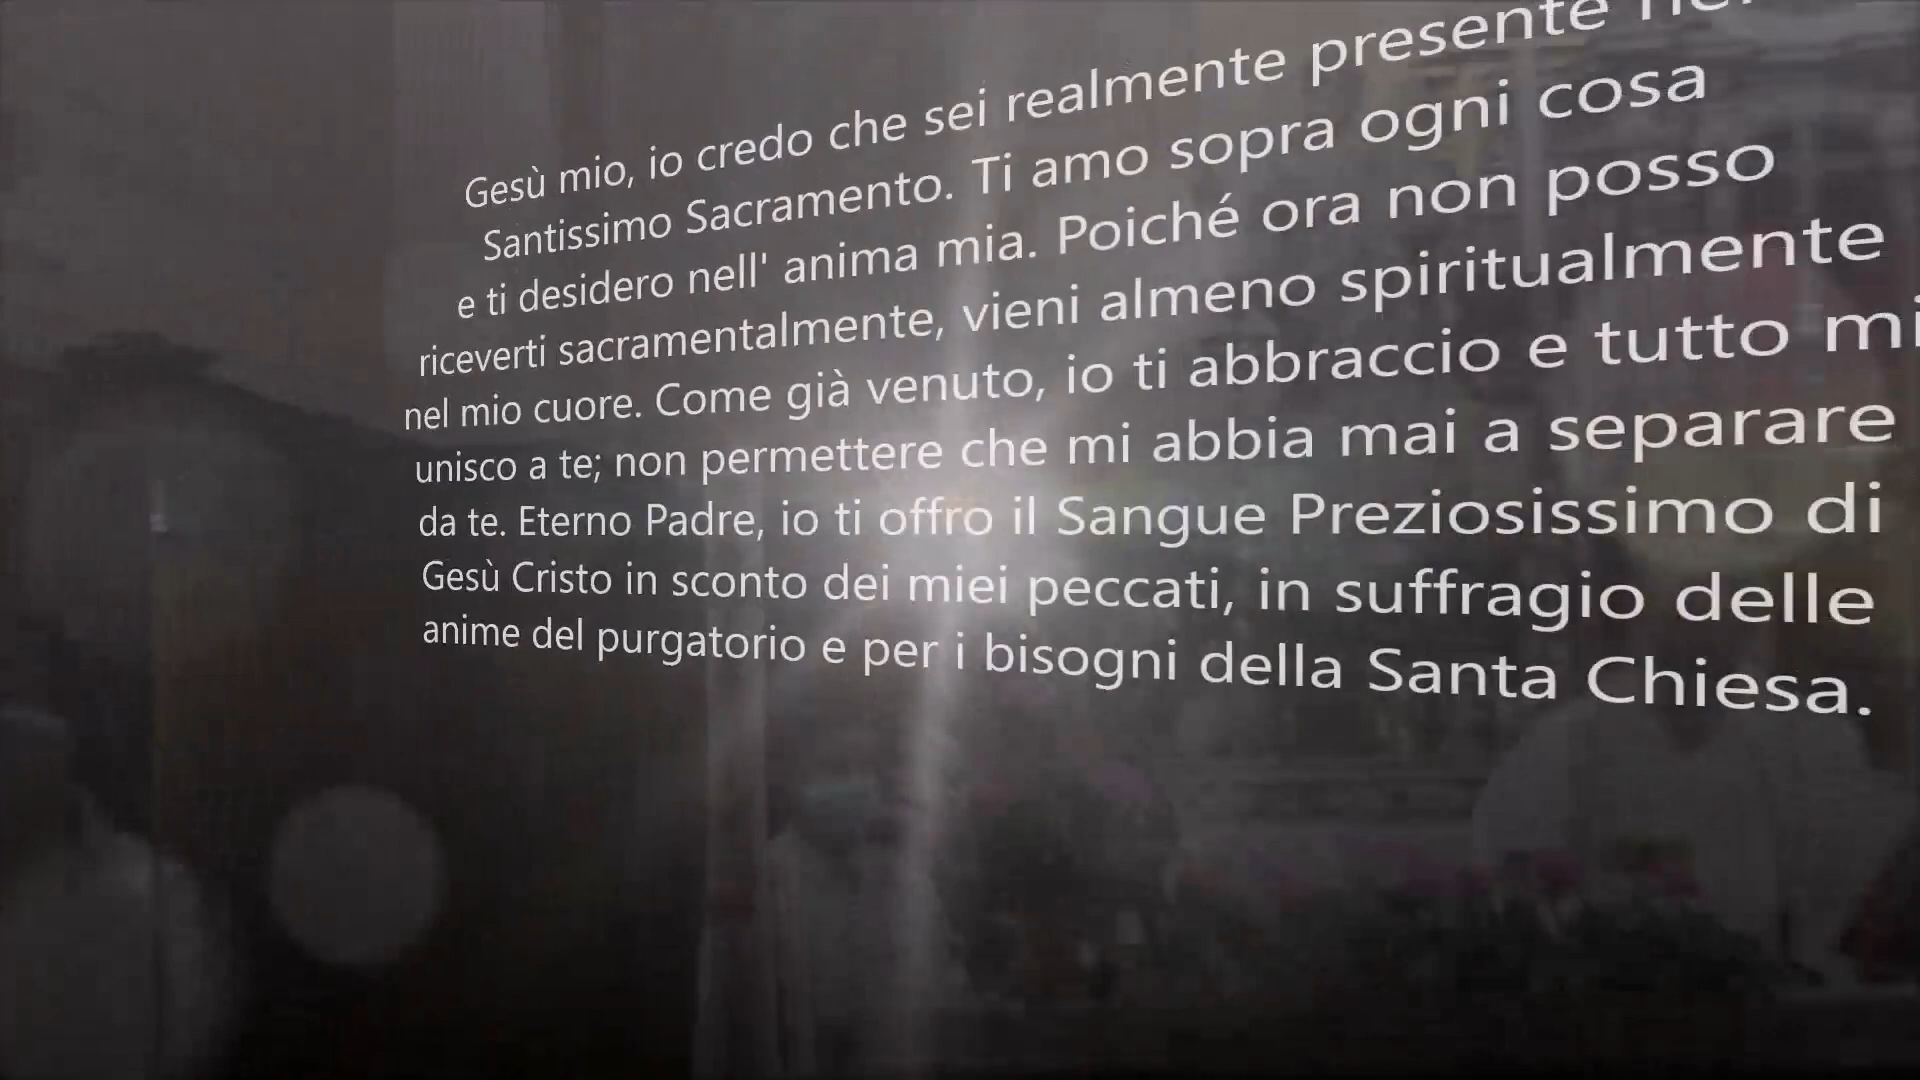 Gesù mio, io credo che sei realmente presente
Santissimo Sacramento. Ti amo sopra ogni cosa
e ti desidero nell' anima mia. Poiché ora non posso
riceverti sacramentalmente, vieni almeno spiritualmente
nel mio cuore. Come già venuto, io ti abbraccio e tutto mi
unisco a te; non permettere che mi abbia mai a separare
da te. Eterno Padre, io ti offro il Sangue Preziosissimo di
Gesù Cristo in sconto dei miei peccati, in suffragio delle
anime del purgatorio e per i bisogni della Santa Chiesa.